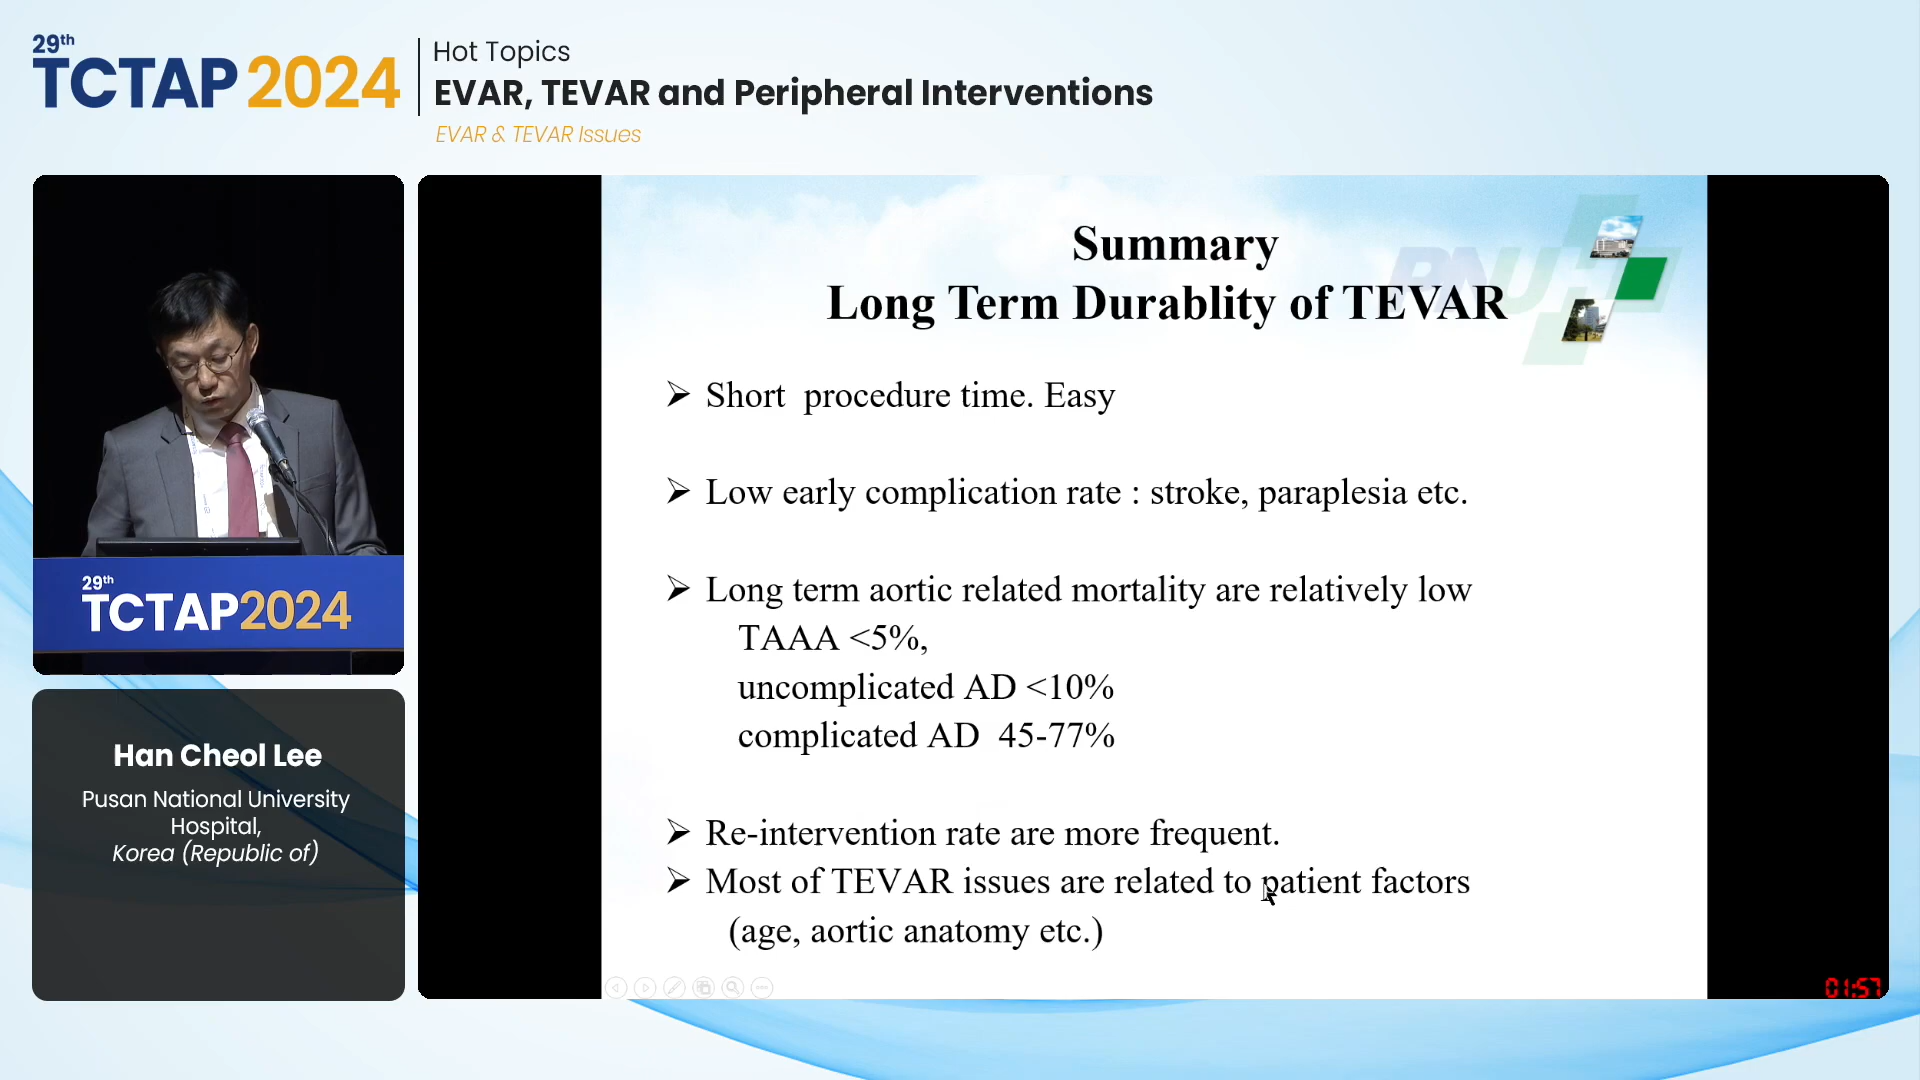 29th
TCTAP 2024
Hot Topics
EVAR, TEVAR and Peripheral Interventions
EVAR & TEVAR Issues
29th
TCTAP2024
Han Cheol Lee
Pusan National University
Hospital,
Korea (Republic of)
PNUH
Summary
Long Term Durablity of TEVAR
➢ Short procedure time. Easy
➢ Low early complication rate : stroke, paraplesia etc.
➢ Long term aortic related mortality are relatively low
TAAA <5%,
uncomplicated AD <10%
complicated AD 45-77%
➢ Re-intervention rate are more frequent.
➢ Most of TEVAR issues are related to patient factors
(age, aortic anatomy etc.)
01:57